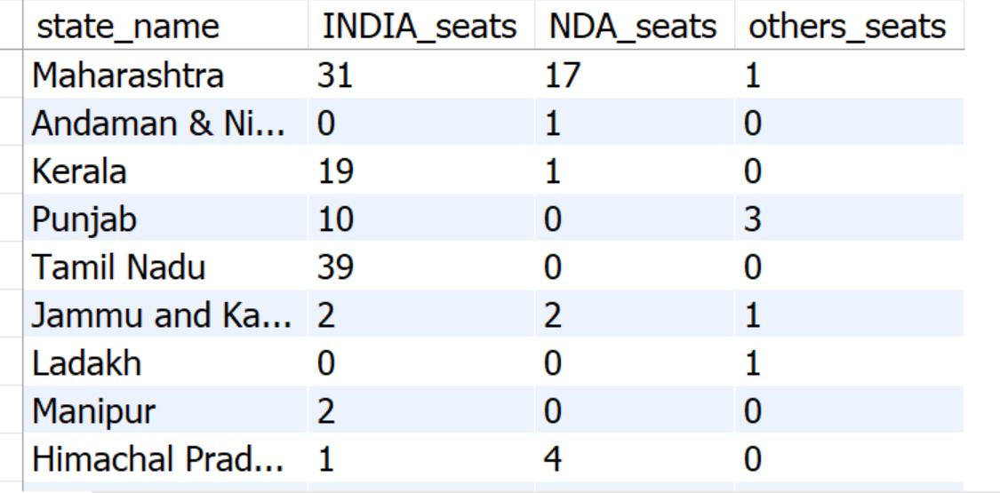 state_name INDIA_seats NDA_seats others_seats
Maharashtra 31 17 1
Andaman & Ni... 0 1 0
Kerala 19 1 0
Punjab 10 0 3
Tamil Nadu 39 0 0
Jammu and Ka... 2 2 1
Ladakh 0 0 1
Manipur 2 0 0
Himachal Prad... 1 4 0